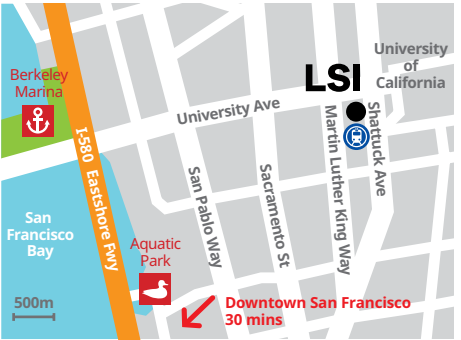 University
of
California
LSI
Berkeley
Marina
University Ave
Shattuck Ave
Martin Luther King Way
I-580 Eastshore Fwy
San Pablo Way
Sacramento St
San
Francisco
Bay
Aquatic
Park
500m
Downtown San Francisco
30 mins